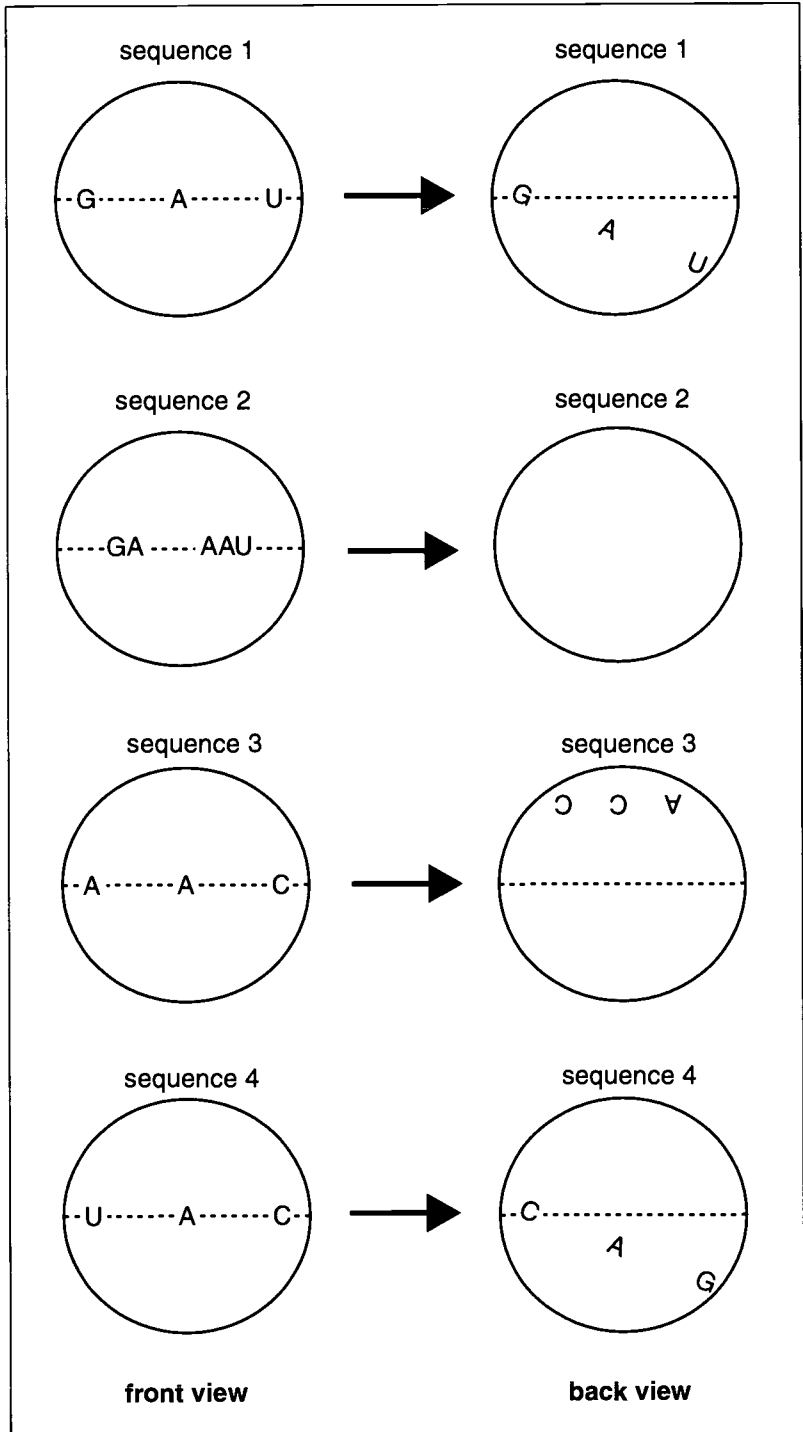 sequence 1
sequence 1
G A U
G
A
U
sequence 2
sequence 2
GA AAU
sequence 3
sequence 3
C C A
A A C
sequence 4
sequence 4
U A C
C
A
G
front view
back view